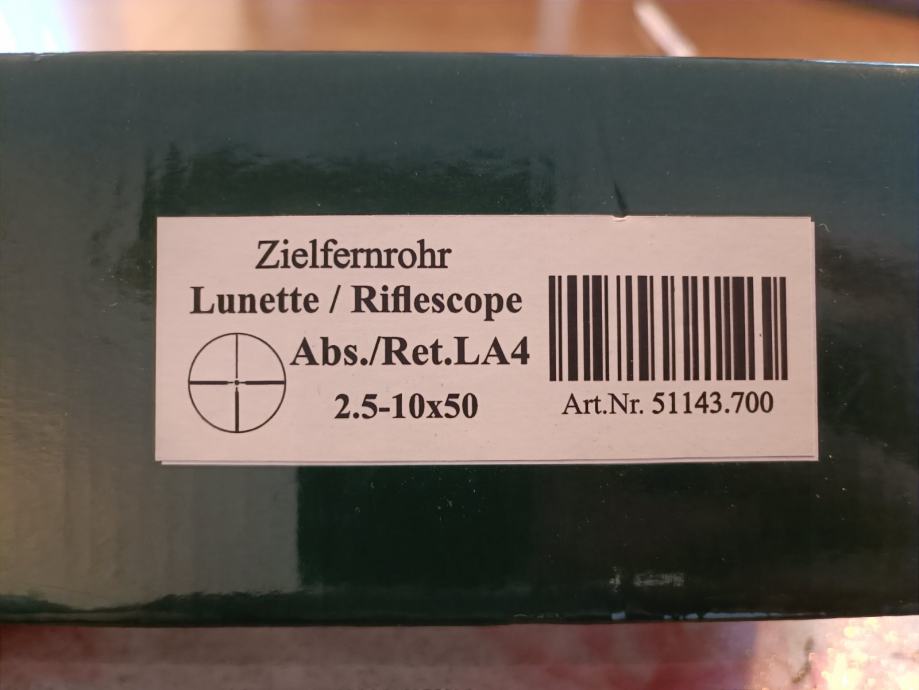 Zielfernrohr
Lunette / Riflescope
Abs./Ret.LA4
2.5-10x50
Art.Nr. 51143.700